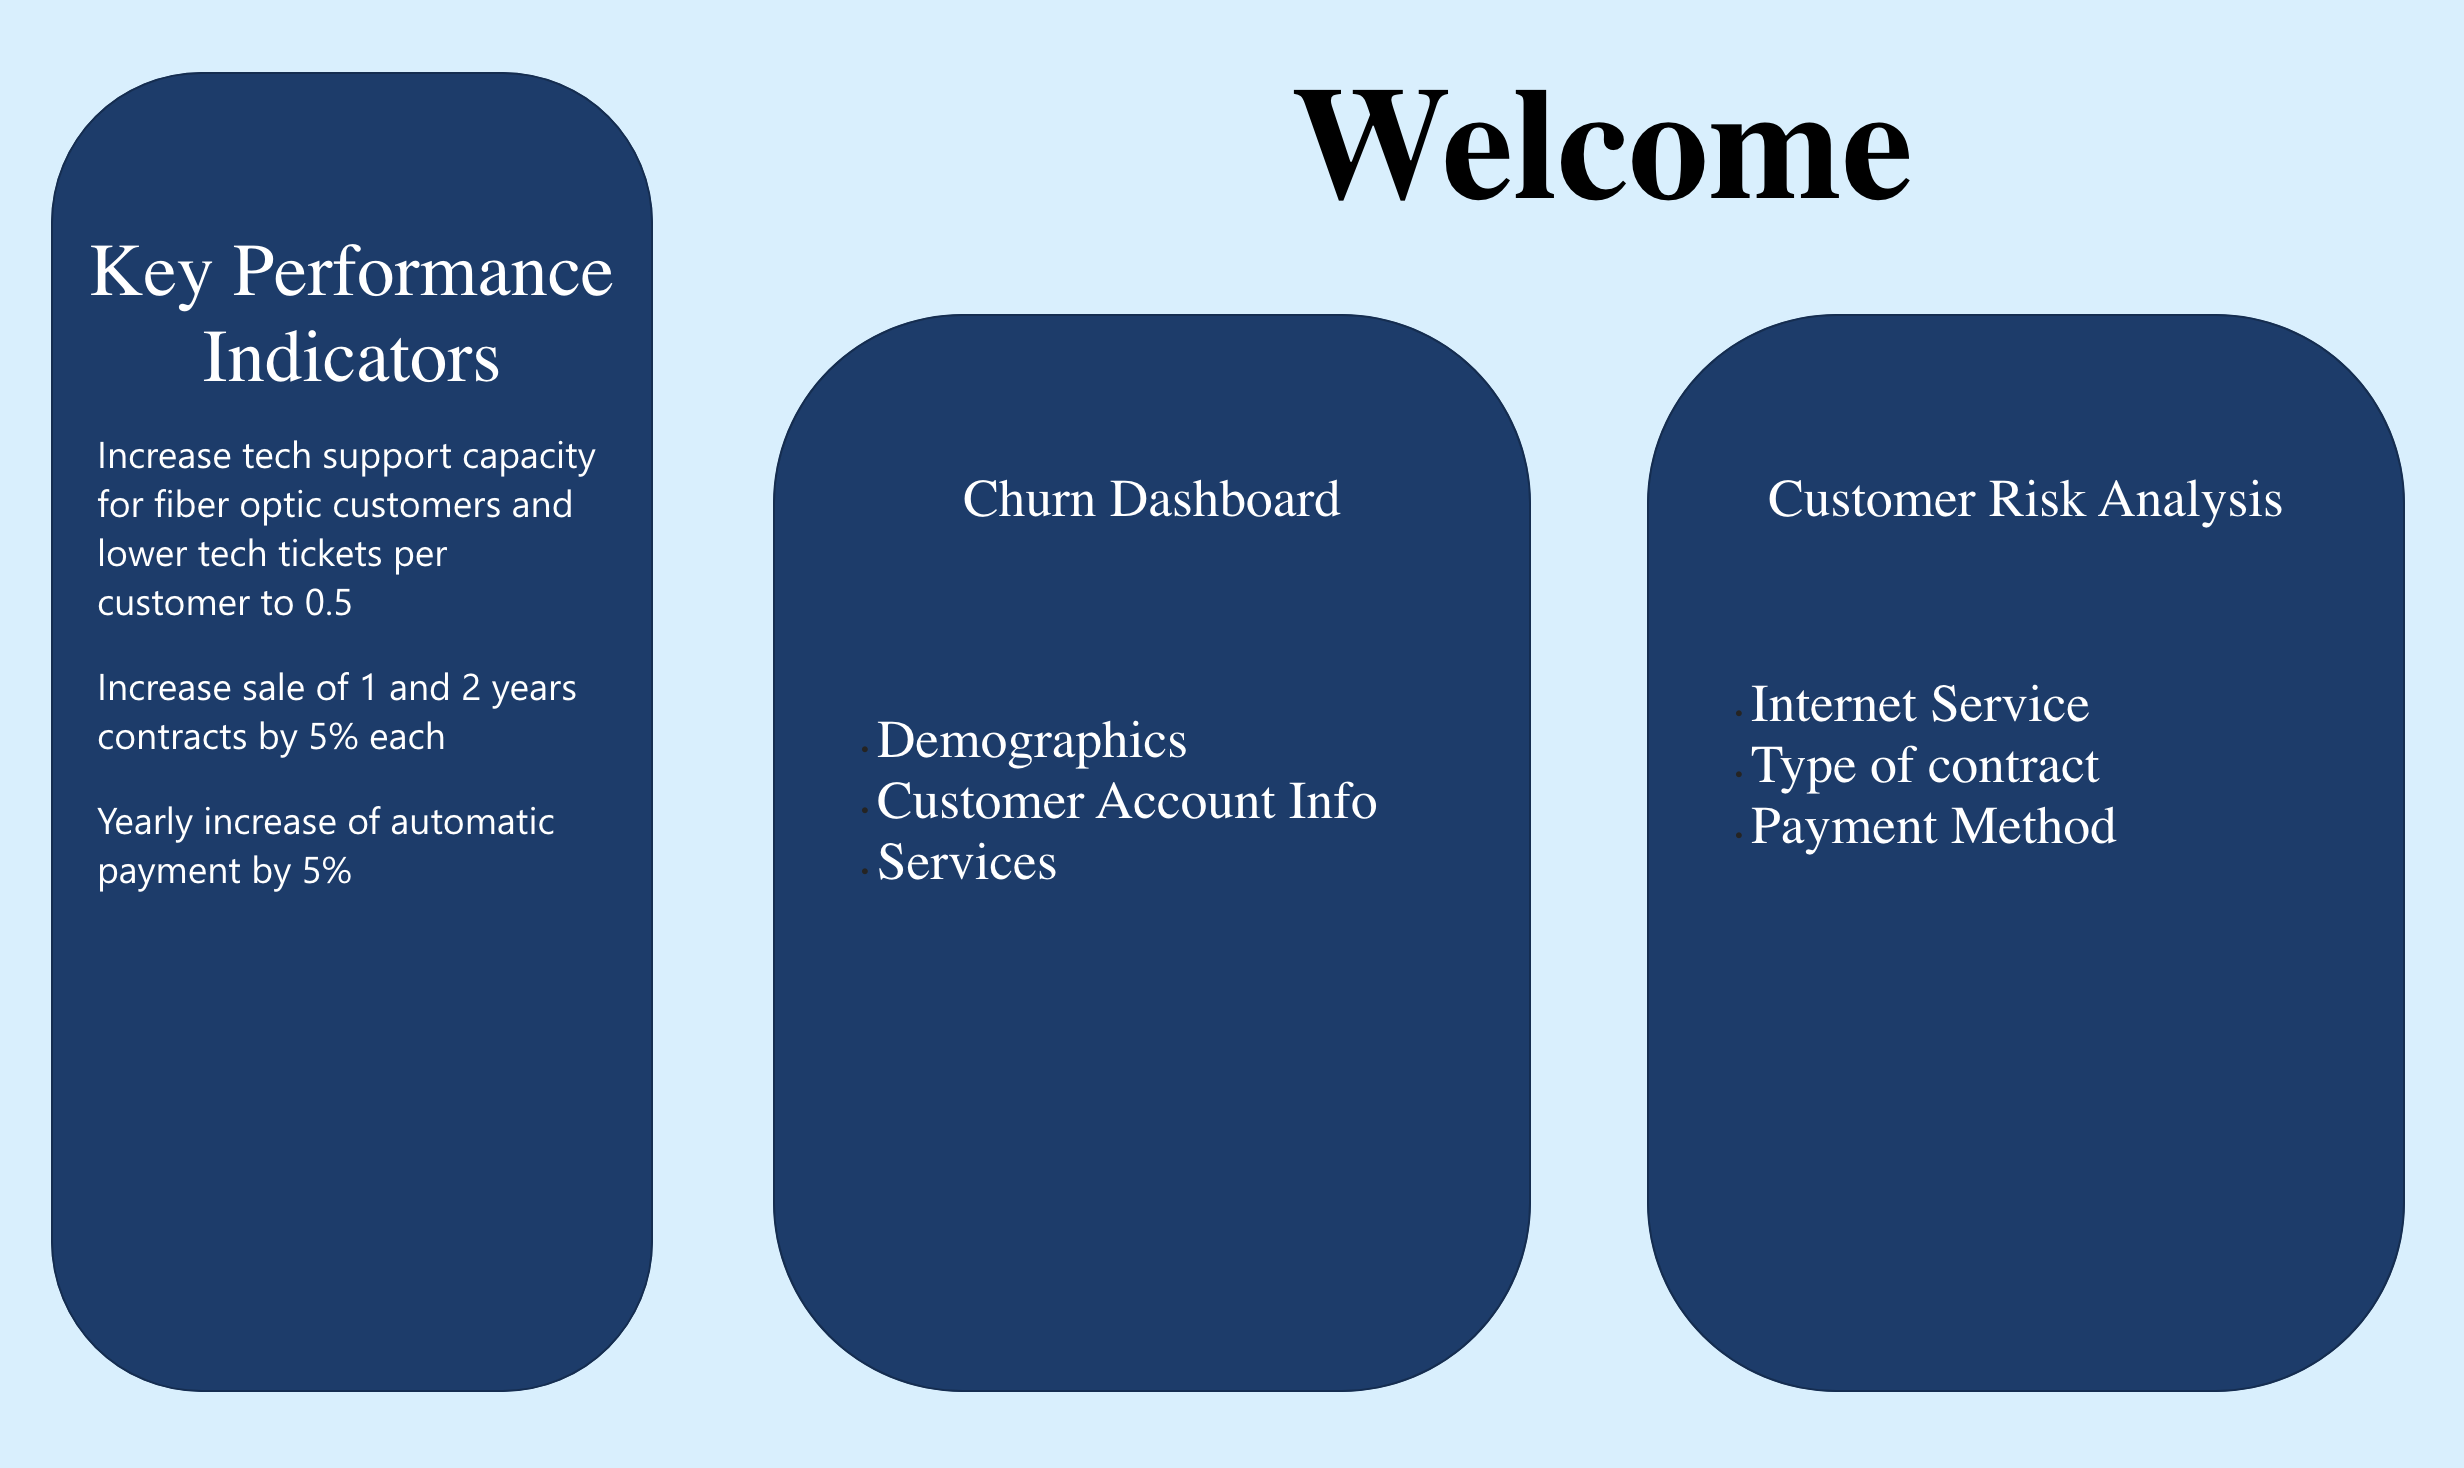 Welcome
Key Performance
Indicators
Increase tech support capacity
for fiber optic customers and
lower tech tickets per
customer to 0.5
Increase sale of 1 and 2 years
contracts by 5% each
Yearly increase of automatic
payment by 5%
Churn Dashboard
• Demographics
• Customer Account Info
• Services
Customer Risk Analysis
• Internet Service
• Type of contract
• Payment Method